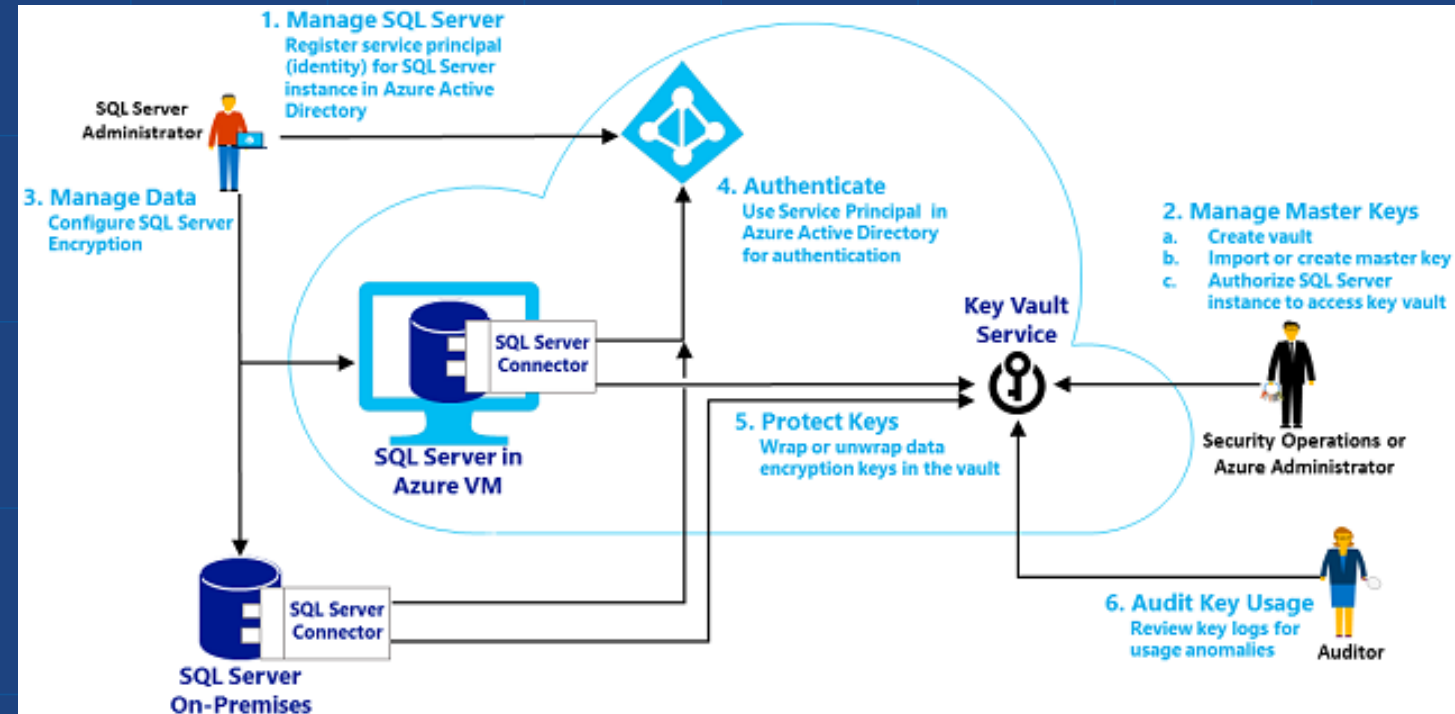 1. Manage SQL Server
Register service principal
(identity) for SQL Server
instance in Azure Active
Directory
SQL Server
Administrator
3. Manage Data
Configure SQL Server
Encryption
4. Authenticate
Use Service Principal in
Azure Active Directory
for authentication
2. Manage Master Keys
a. Create vault
b. Import or create master key
c. Authorize SQL Server
instance to access key vault
Key Vault
Service
SQL Server
Connector
SQL Server in
Azure VM
5. Protect Keys
Wrap or unwrap data
encryption keys in the vault
Security Operations or
Azure Administrator
SQL Server
Connector
SQL Server
On-Premises
6. Audit Key Usage
Review key logs for
usage anomalies
Auditor